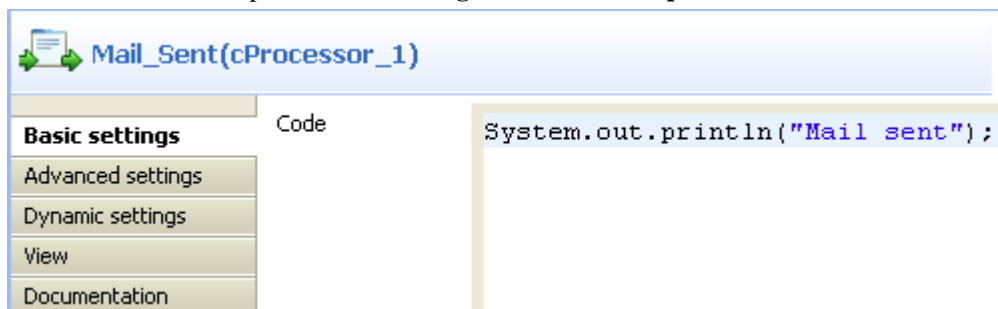 Mail_Sent(cProcessor_1)
Basic settings
Code
System.out.println("Mail sent");
Advanced settings
Dynamic settings
View
Documentation